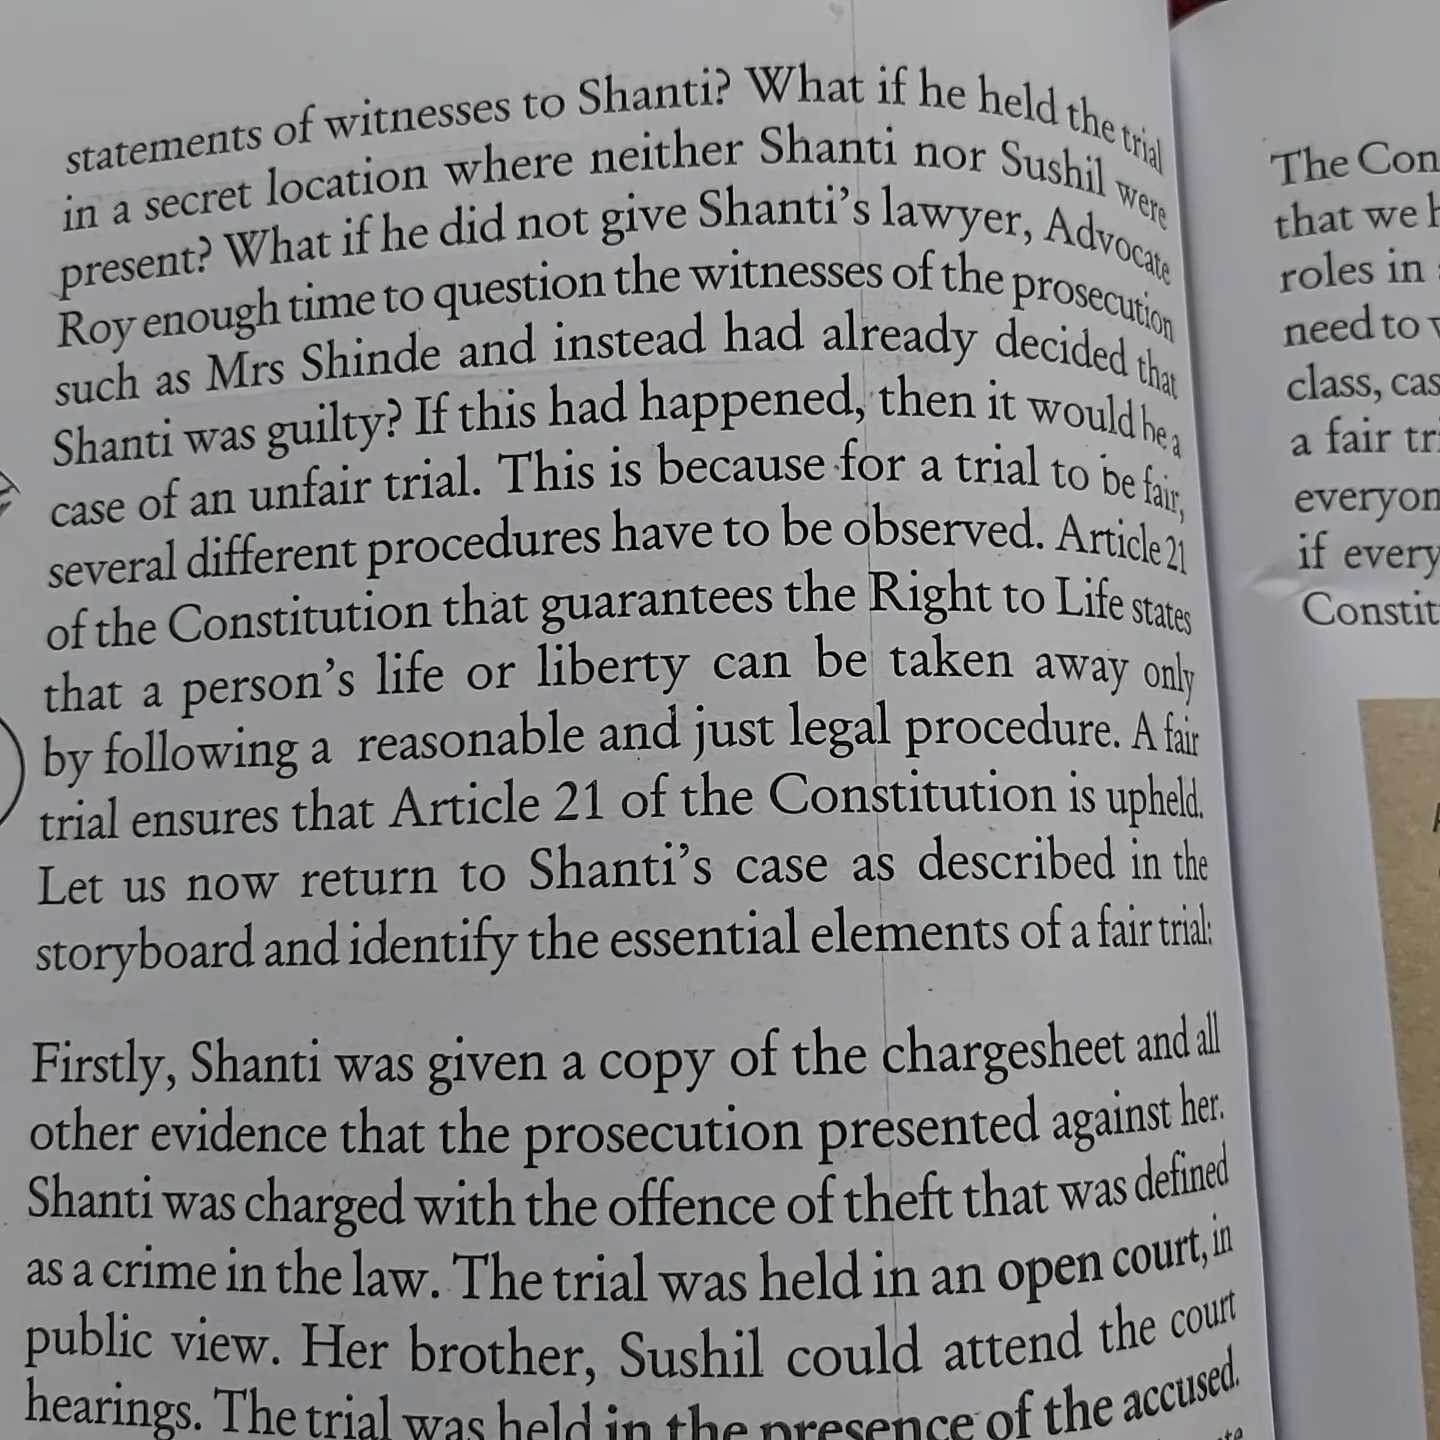 statements of witnesses to Shanti? What if he held the trial
in a secret location where neither Shanti nor Sushil were
present? What if he did not give Shanti's lawyer, Advocate
Roy enough time to question the witnesses of the prosecution
such as Mrs Shinde and instead had already decided that
Shanti was guilty? If this had happened, then it would be a
case of an unfair trial. This is because for a trial to be fair,
several different procedures have to be observed. Article 21
of the Constitution that guarantees the Right to Life states
that a person's life or liberty can be taken away only
by following a reasonable and just legal procedure. A fair
trial ensures that Article 21 of the Constitution is upheld.
Let us now return to Shanti's case as described in the
storyboard and identify the essential elements of a fair trial:
Firstly, Shanti was given a copy of the chargesheet and all
other evidence that the prosecution presented against her.
Shanti was charged with the offence of theft that was defined
as a crime in the law. The trial was held in an open court, in
public view. Her brother, Sushil could attend the court
hearings. The trial was held in the presence of the accused.
The Con
that we
roles in
need to
class, cas
a fair tri
everyon
if every
Constit